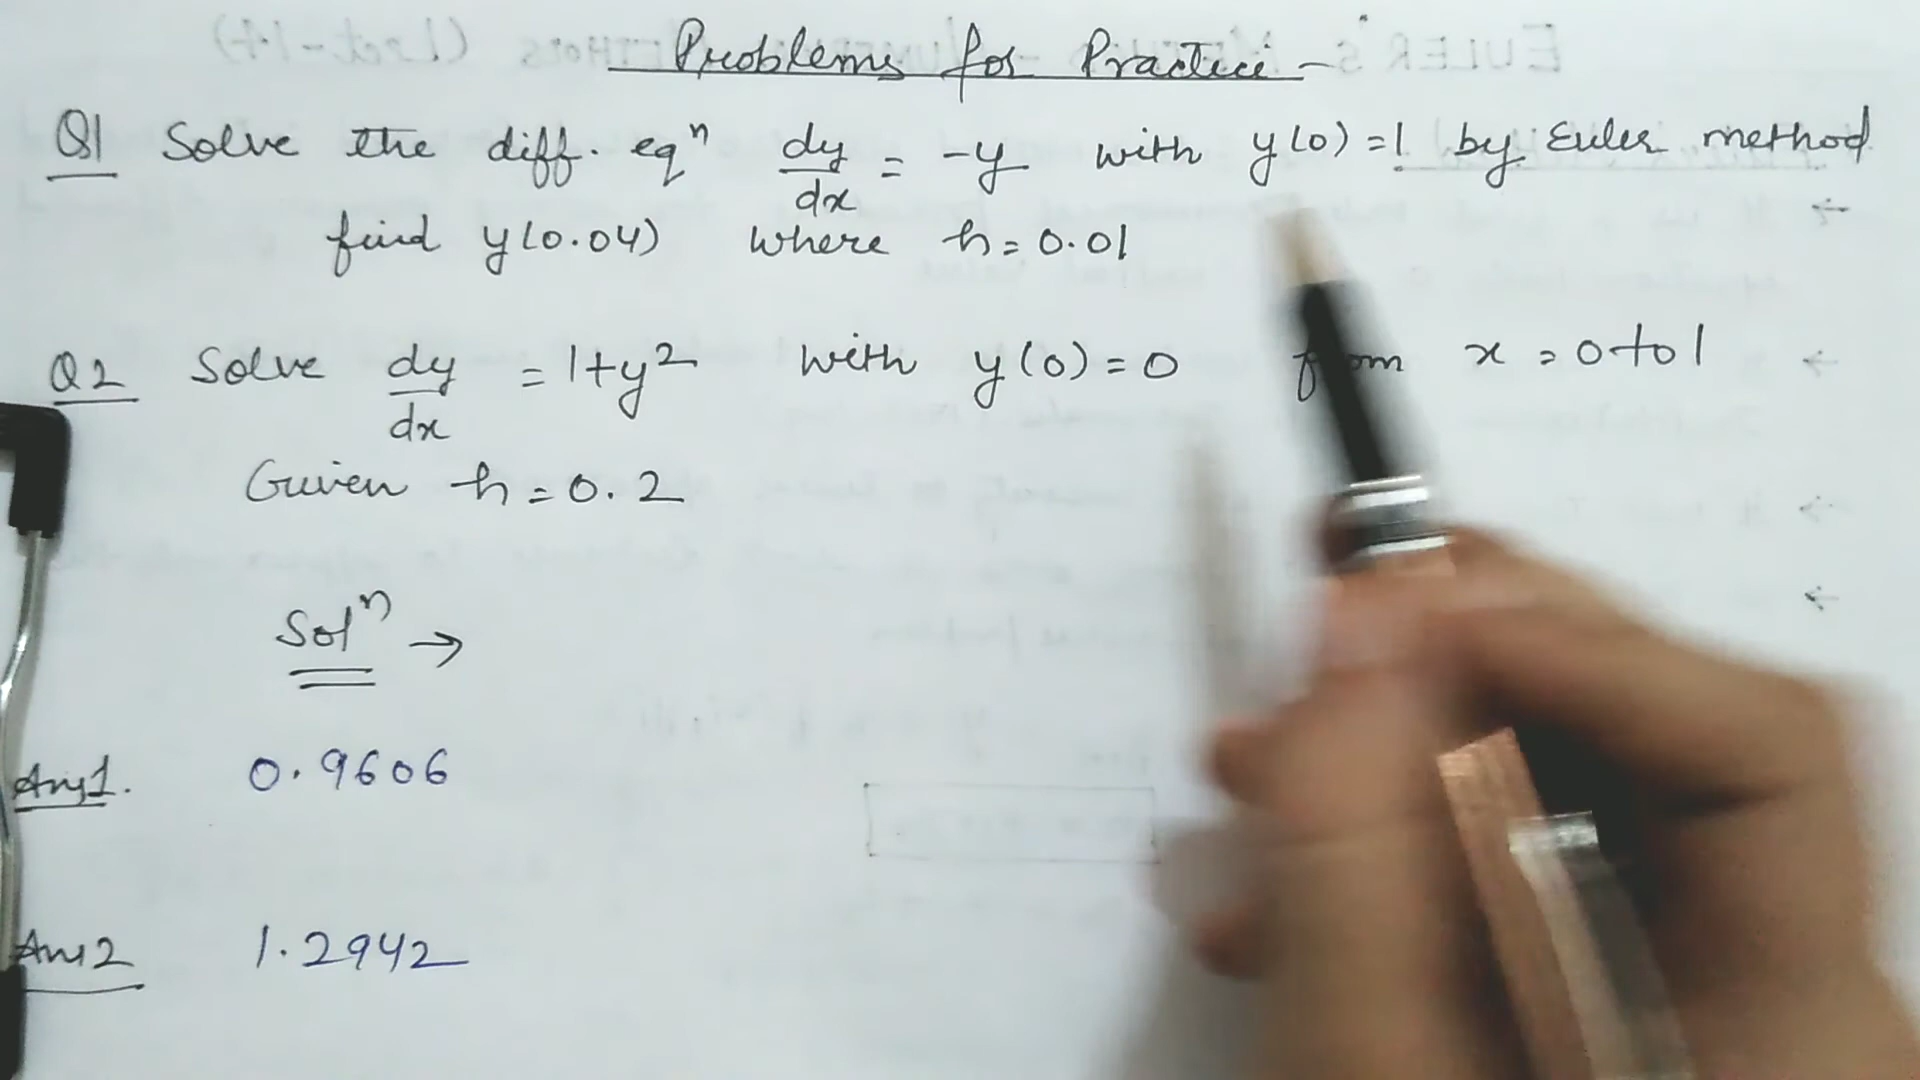 Problems for Practice -
Q1 Solve the diff. eqⁿ dy/dx = -y with y(0)=1 by Euler method
find y(0.04) where h=0.01
Q2 Solve dy/dx = 1+y² with y(0)=0 from x=0 to 1
Given h=0.2
Solⁿ →
Ans1. 0.9606
Ans2 1.2942